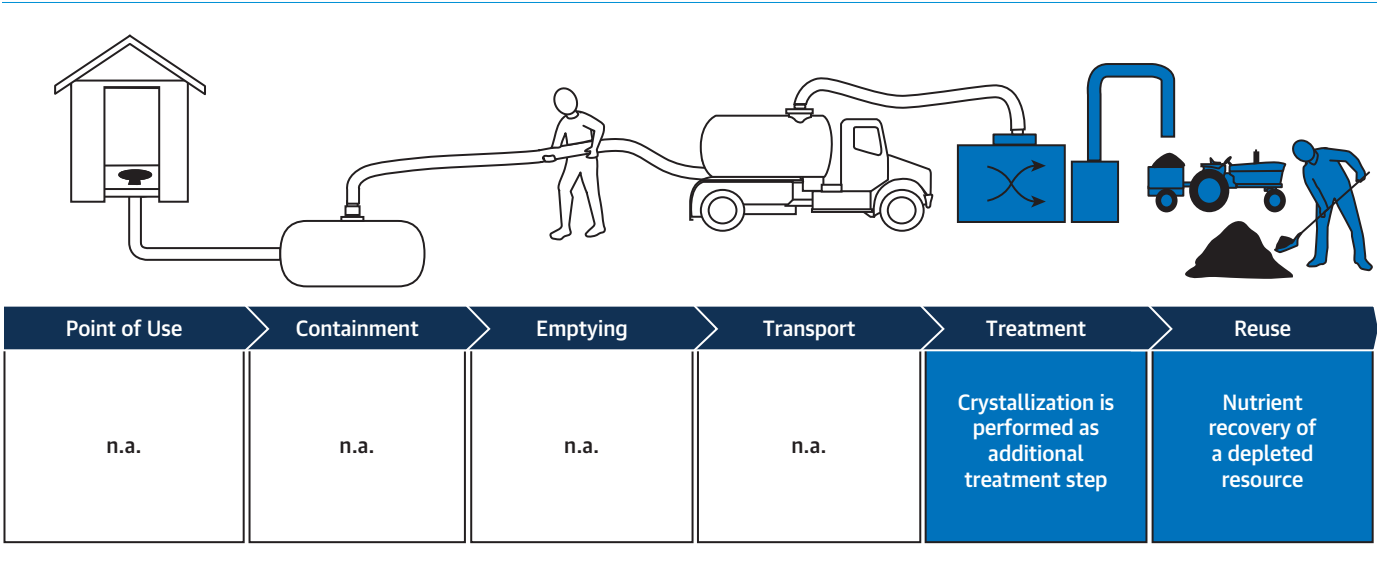 Point of Use
Containment
Emptying
Transport
Treatment
Reuse
n.a.
n.a.
n.a.
n.a.
Crystallization is
performed as
additional
treatment step
Nutrient
recovery of
a depleted
resource